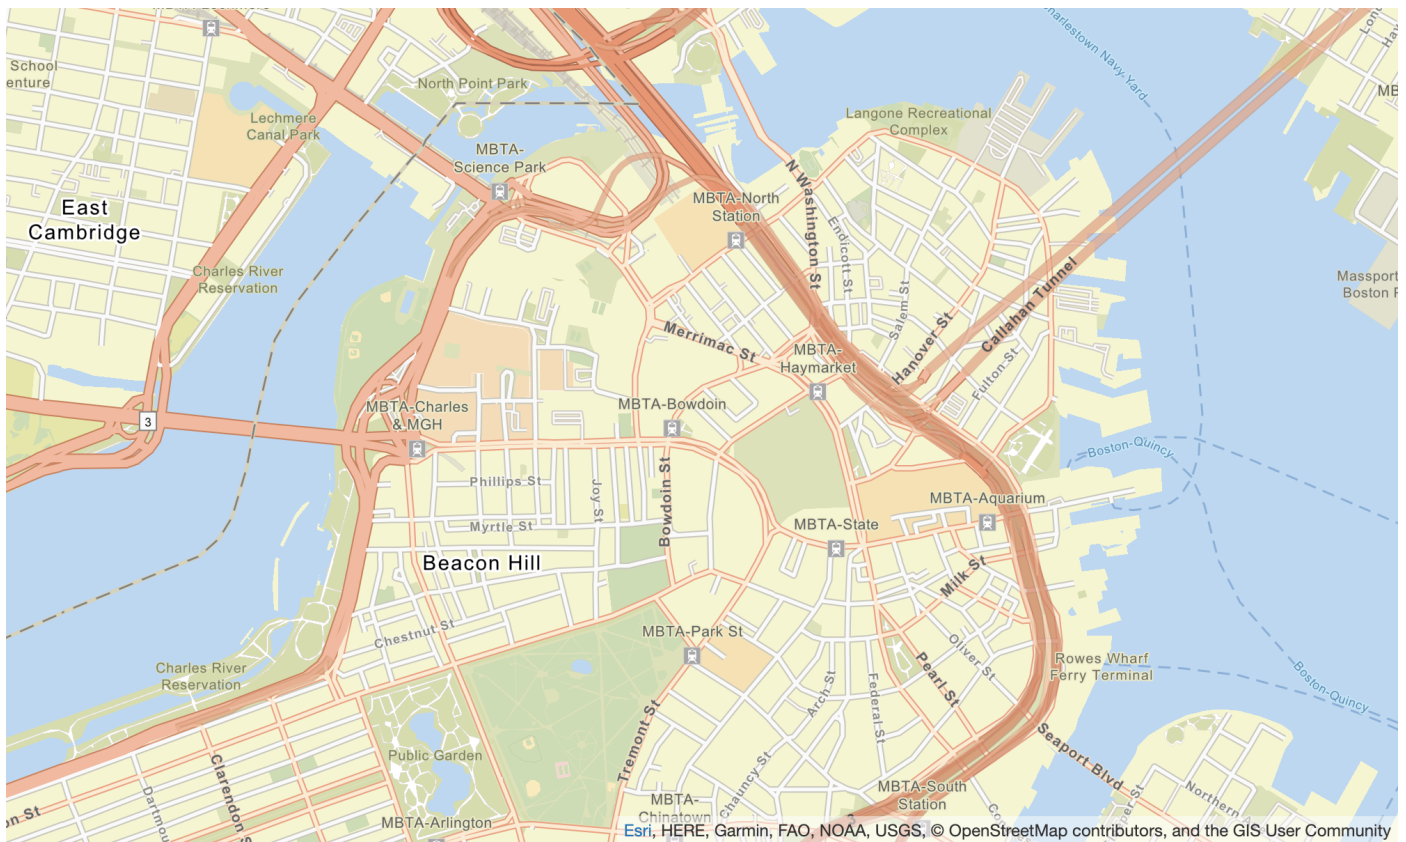 School
North Point Park
Lechmere
Canal Park
MBTA-
Science Park
Charlestown Navy-Yard
Langone Recreational
Complex
N Washington St
MBTA-North
Station
East
Cambridge
Endicott St
Charles River
Reservation
Salem St
Hanover St
Callahan Tunnel
Fulton St
Massport
Boston
Merrimac St
MBTA-
Haymarket
MBTA-Charles
& MGH
3
MBTA-Bowdoin
Boston-Quincy
Phillips St
Joy St
Bowdoin St
MBTA-Aquarium
Myrtle St
MBTA-State
Beacon Hill
Milk St
Chestnut St
MBTA-Park St
Oliver St
Rowes Wharf
Ferry Terminal
Charles River
Reservation
Pearl St
Arch St
Federal St
Boston-Quincy
Tremont St
Public Garden
Seaport Blvd
Clarendon S
Chauncy St
MBTA-South
Station
Northern A
Dartmou
MBTA-
Chinatown
on St
MBTA-Arlington
per St
Esri, HERE, Garmin, FAO, NOAA, USGS, © OpenStreetMap contributors, and the GIS User Community